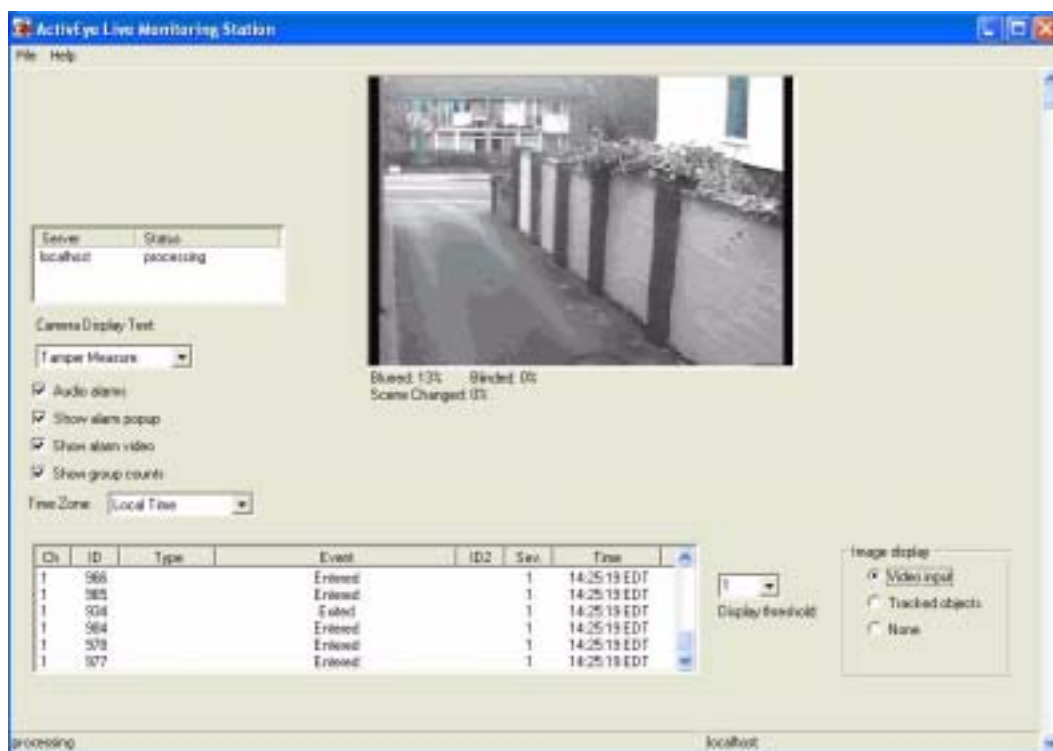 ActivEye Live Monitoring Station
File Help
Server Status
localhost processing
Camera Display Text:
Tamper Measure
Audio alarms
Show alarm popup
Show alarm video
Show group counts
Time Zone: Local Time
Blurred: 13% Blinded: 0%
Scene Changed: 0%
Ch ID Type Event ID2 Sev. Time
1 986 Entered 1 14:25:19 EDT
1 985 Entered 1 14:25:19 EDT
1 934 Exited 1 14:25:19 EDT
1 984 Entered 1 14:25:19 EDT
1 978 Entered 1 14:25:19 EDT
1 977 Entered 1 14:25:19 EDT
1
Display threshold
Image display
Video input
Tracked objects
None
processing localhost